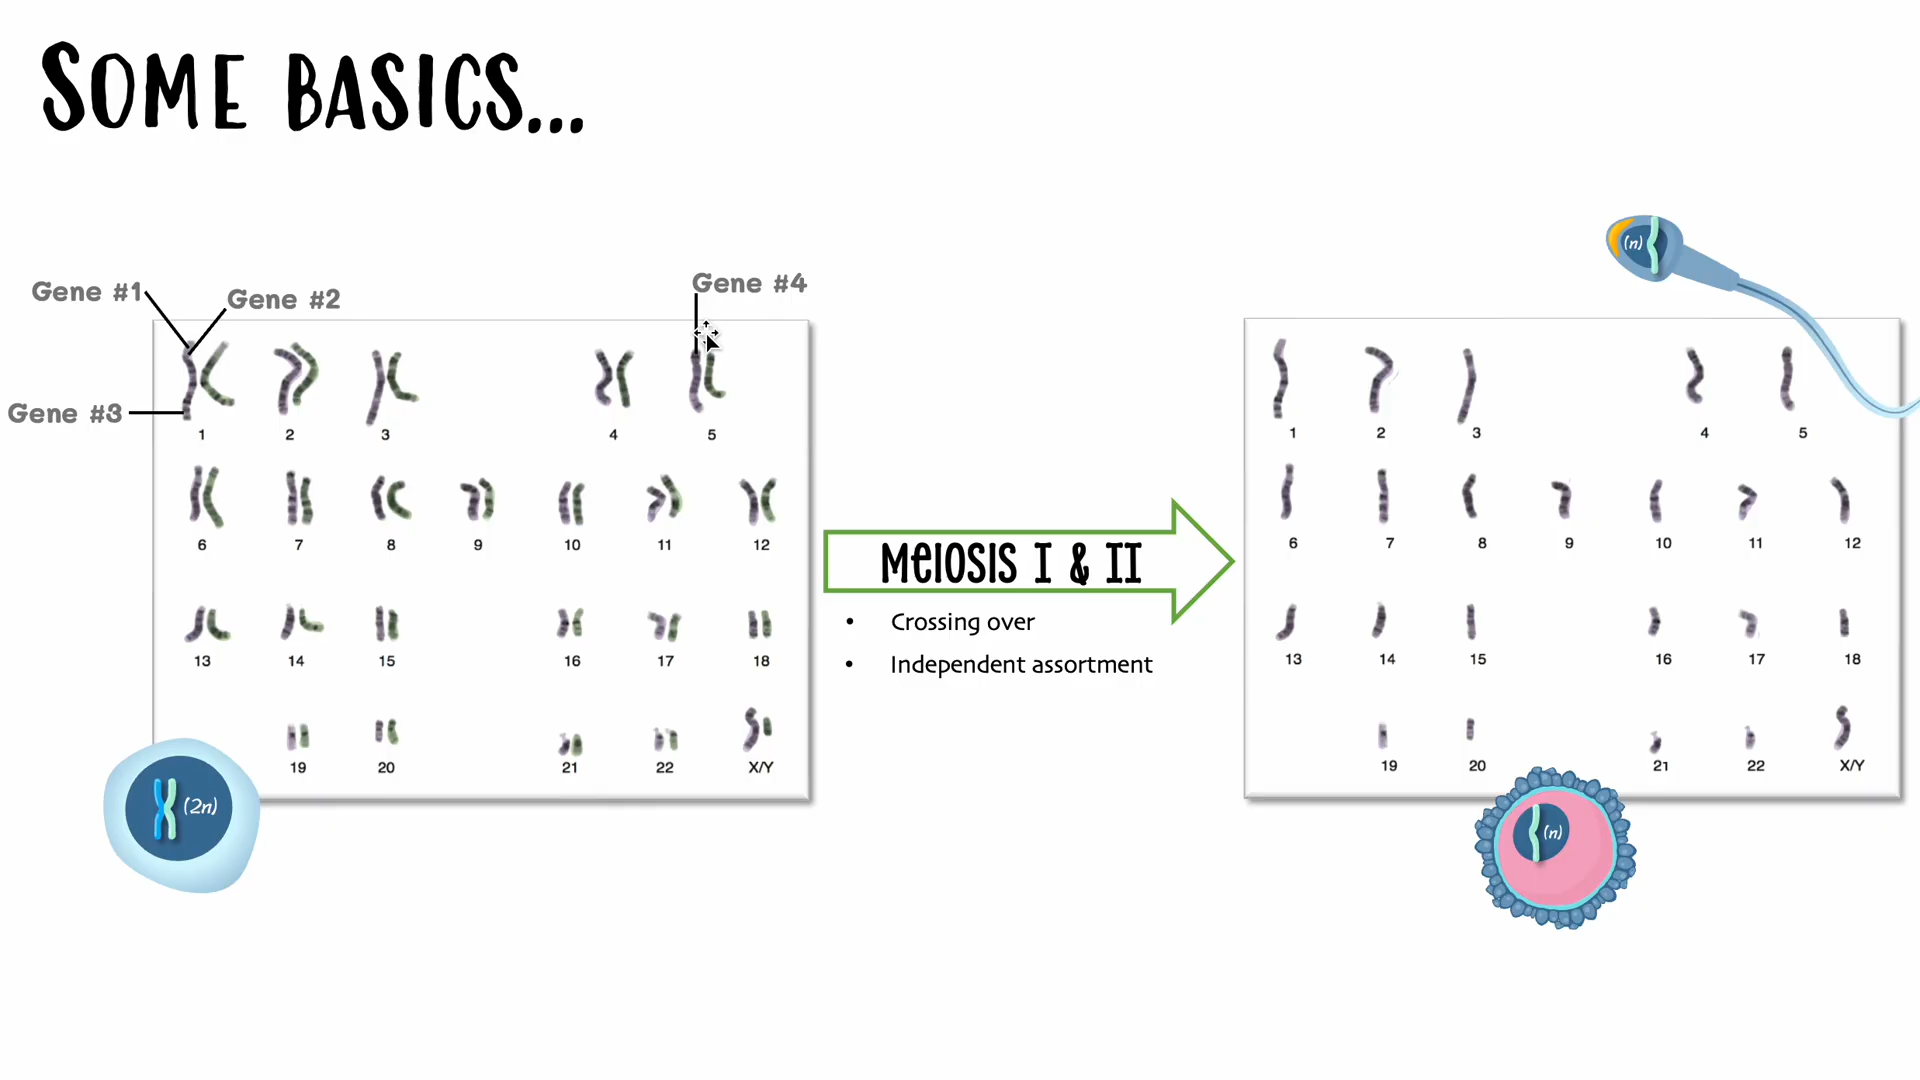 SOME BASICS...
Gene #1
Gene #2
Gene #3
Gene #4
1 2 3 4 5
6 7 8 9 10 11 12
13 14 15 16 17 18
19 20 21 22 X/Y
(2n)
MEIOSIS I & II
• Crossing over
• Independent assortment
(n)
1 2 3 4 5
6 7 8 9 10 11 12
13 14 15 16 17 18
19 20 21 22 X/Y
(n)